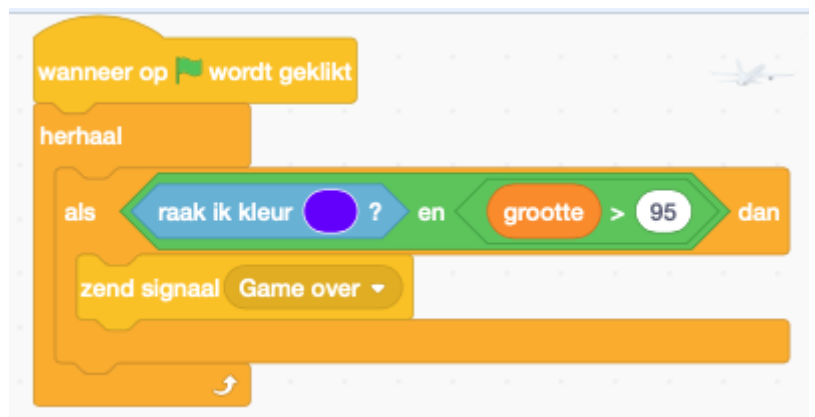 wanneer op wordt geklikt
herhaal
als raak ik kleur ? en grootte > 95 dan
zend signaal Game over